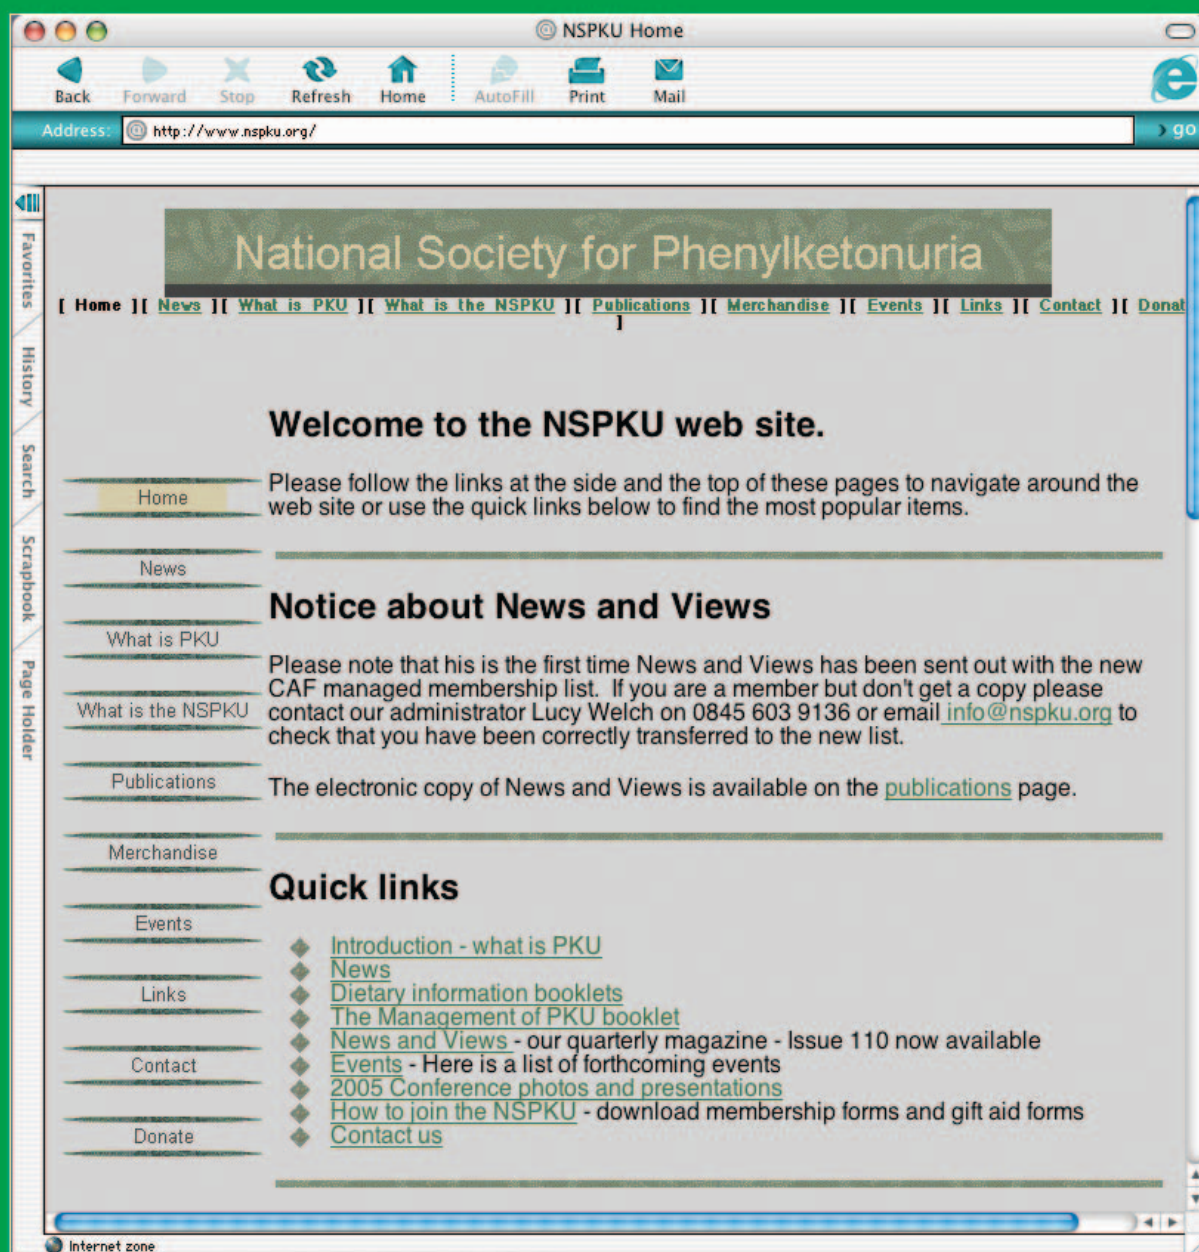 NSPKU Home
Back Forward Stop Refresh Home AutoFill Print Mail
Address: http://www.nspku.org/ go
Favorites
History
Search
Scrapbook
Page Holder
National Society for Phenylketonuria
[ Home ][ News ][ What is PKU ][ What is the NSPKU ][ Publications ][ Merchandise ][ Events ][ Links ][ Contact ][ Donat
]
Home
News
What is PKU
What is the NSPKU
Publications
Merchandise
Events
Links
Contact
Donate
Welcome to the NSPKU web site.
Please follow the links at the side and the top of these pages to navigate around the
web site or use the quick links below to find the most popular items.
Notice about News and Views
Please note that his is the first time News and Views has been sent out with the new
CAF managed membership list. If you are a member but don't get a copy please
contact our administrator Lucy Welch on 0845 603 9136 or email info@nspku.org to
check that you have been correctly transferred to the new list.
The electronic copy of News and Views is available on the publications page.
Quick links
Introduction - what is PKU
News
Dietary information booklets
The Management of PKU booklet
News and Views - our quarterly magazine - Issue 110 now available
Events - Here is a list of forthcoming events
2005 Conference photos and presentations
How to join the NSPKU - download membership forms and gift aid forms
Contact us
Internet zone